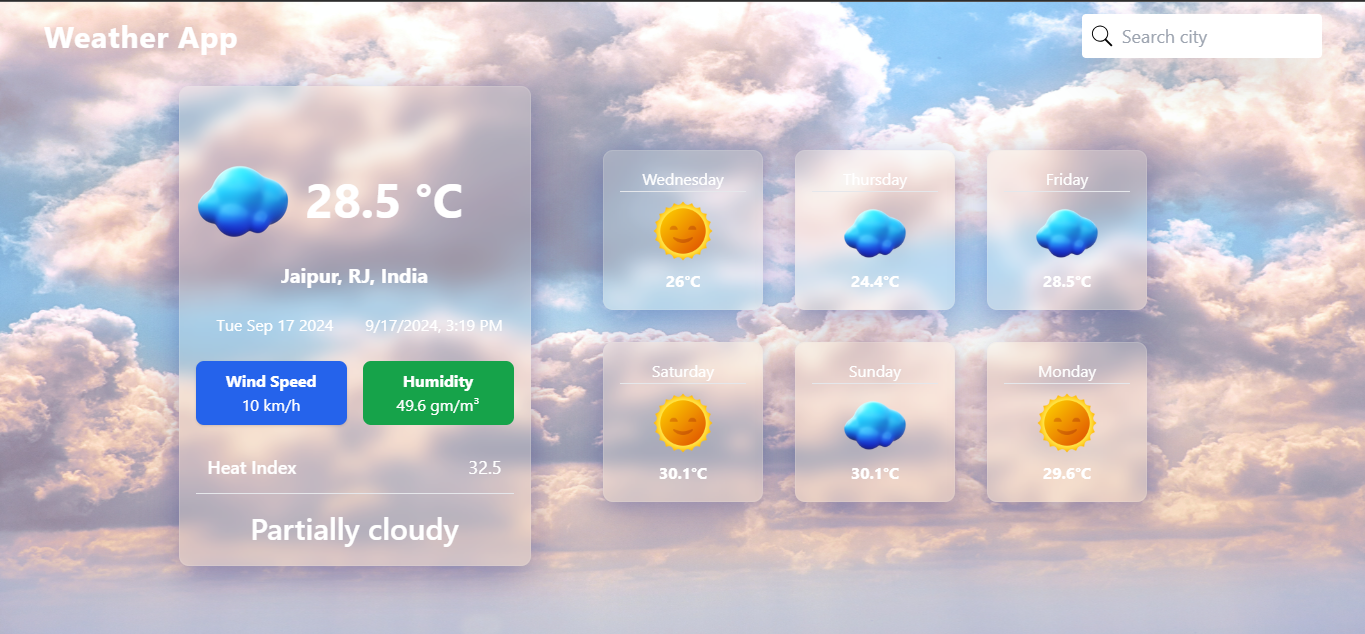 Weather App
Search city
28.5 °C
Jaipur, RJ, India
Tue Sep 17 2024 9/17/2024, 3:19 PM
Wind Speed
10 km/h
Humidity
49.6 gm/m³
Heat Index 32.5
Partially cloudy
Wednesday
26°C
Thursday
24.4°C
Friday
28.5°C
Saturday
30.1°C
Sunday
30.1°C
Monday
29.6°C